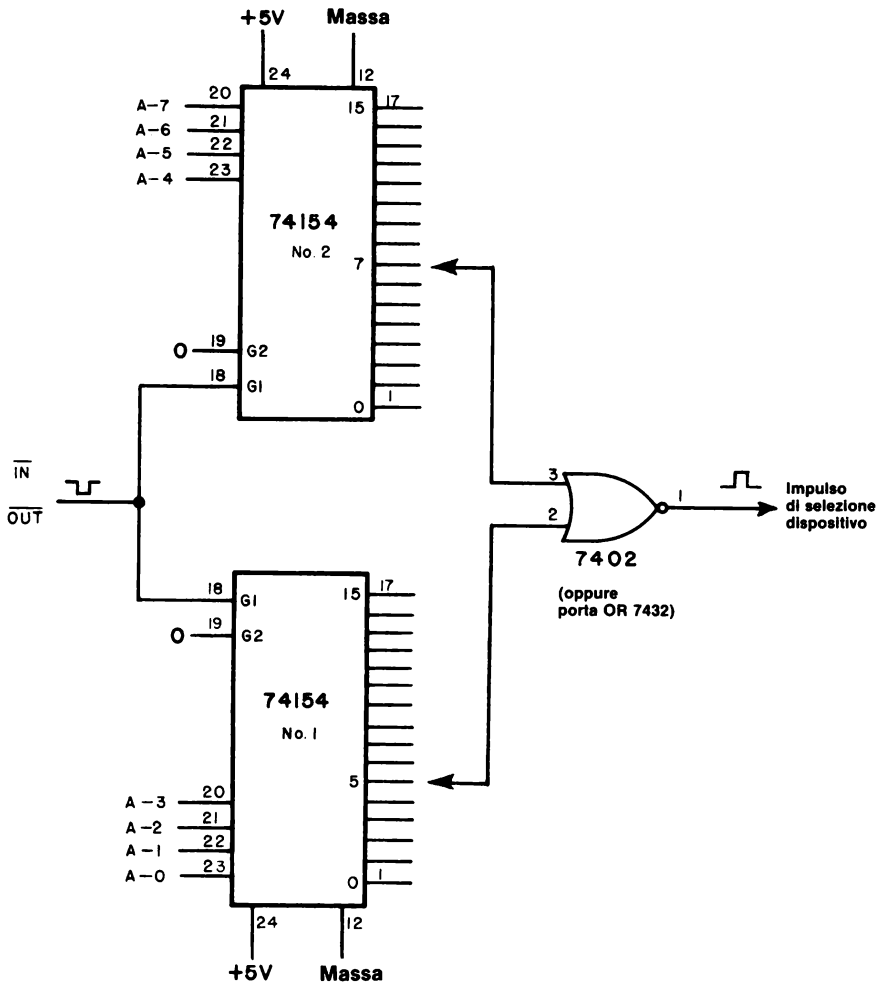 +5V
Massa
24
12
A-7
20
A-6
21
A-5
22
A-4
23
15
17
74154
No. 2
7
0
19
G2
18
G1
0
1
IN
OUT
3
2
1
Impulso
di selezione
dispositivo
7402
(oppure
porta OR 7432)
18
G1
0
19
G2
15
17
74154
No. 1
5
A-3
20
A-2
21
A-1
22
A-0
23
0
1
24
12
+5V
Massa